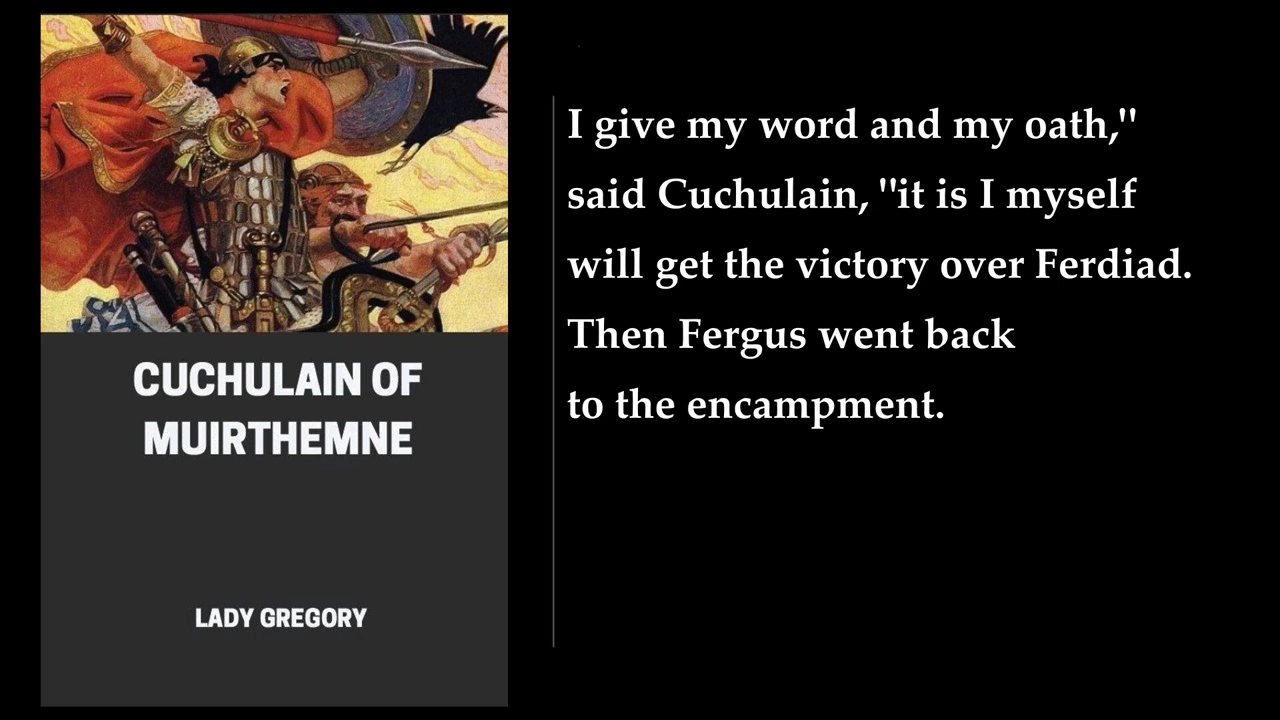 CUCHULAIN OF
MUIRTHEMNE
LADY GREGORY
I give my word and my oath,"
said Cuchulain, "it is I myself
will get the victory over Ferdiad.
Then Fergus went back
to the encampment.